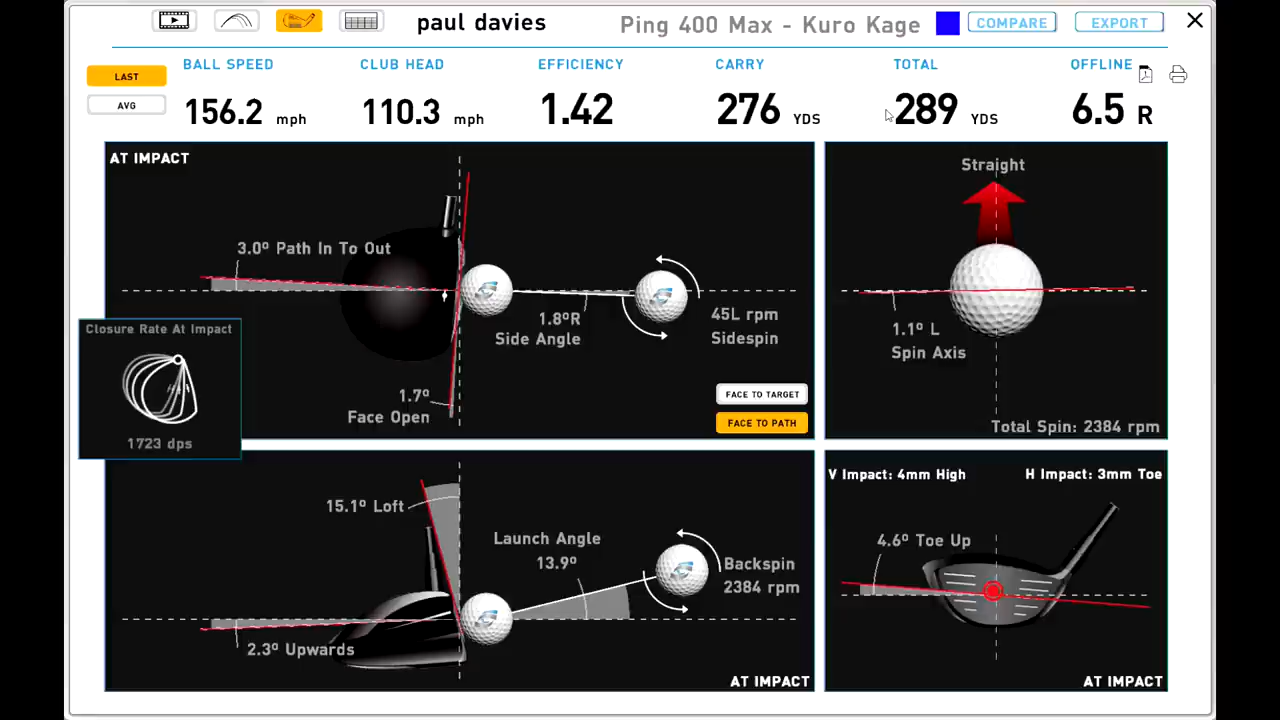 paul davies
Ping 400 Max - Kuro Kage
COMPARE
EXPORT
LAST
AVG
BALL SPEED
156.2 mph
CLUB HEAD
110.3 mph
EFFICIENCY
1.42
CARRY
276 YDS
TOTAL
289 YDS
OFFLINE
6.5 R
AT IMPACT
3.0º Path In To Out
1.8ºR
Side Angle
45L rpm
Sidespin
1.7º
Face Open
FACE TO TARGET
FACE TO PATH
Closure Rate At Impact
1723 dps
Straight
1.1º L
Spin Axis
Total Spin: 2384 rpm
15.1º Loft
Launch Angle
13.9º
Backspin
2384 rpm
2.3º Upwards
AT IMPACT
V Impact: 4mm High
H Impact: 3mm Toe
4.6º Toe Up
AT IMPACT